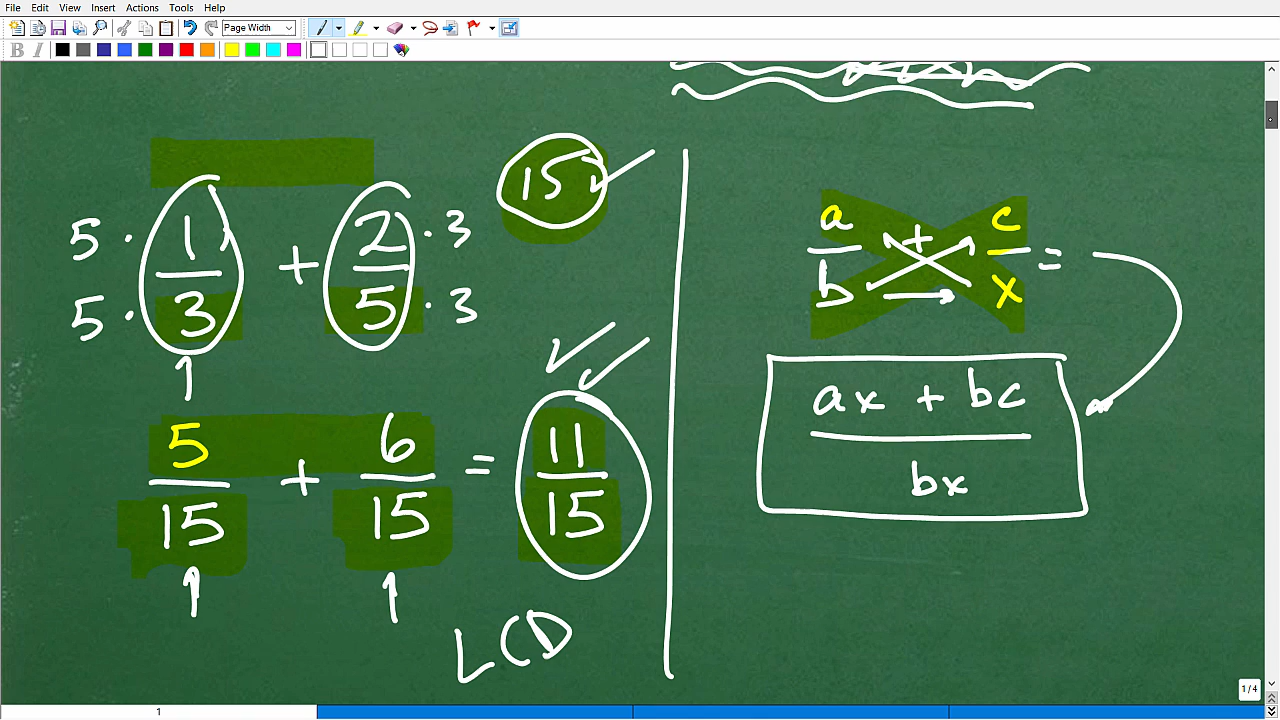 File Edit View Insert Actions Tools Help
Page Width
B I
15
5 · 1/3 + 2/5 · 3
5 · · 3
5/15 + 6/15 = 11/15
LCD
a/b + c/x =
ax + bc
bx
1/4
1